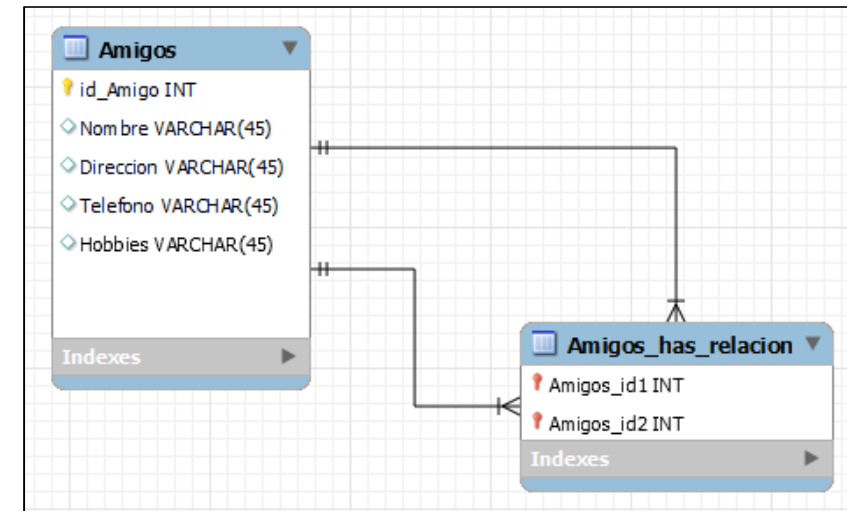 Amigos
id_Amigo INT
Nombre VARCHAR(45)
Direccion VARCHAR(45)
Telefono VARCHAR(45)
Hobbies VARCHAR(45)
Indexes
Amigos_has_relacion
Amigos_id1 INT
Amigos_id2 INT
Indexes